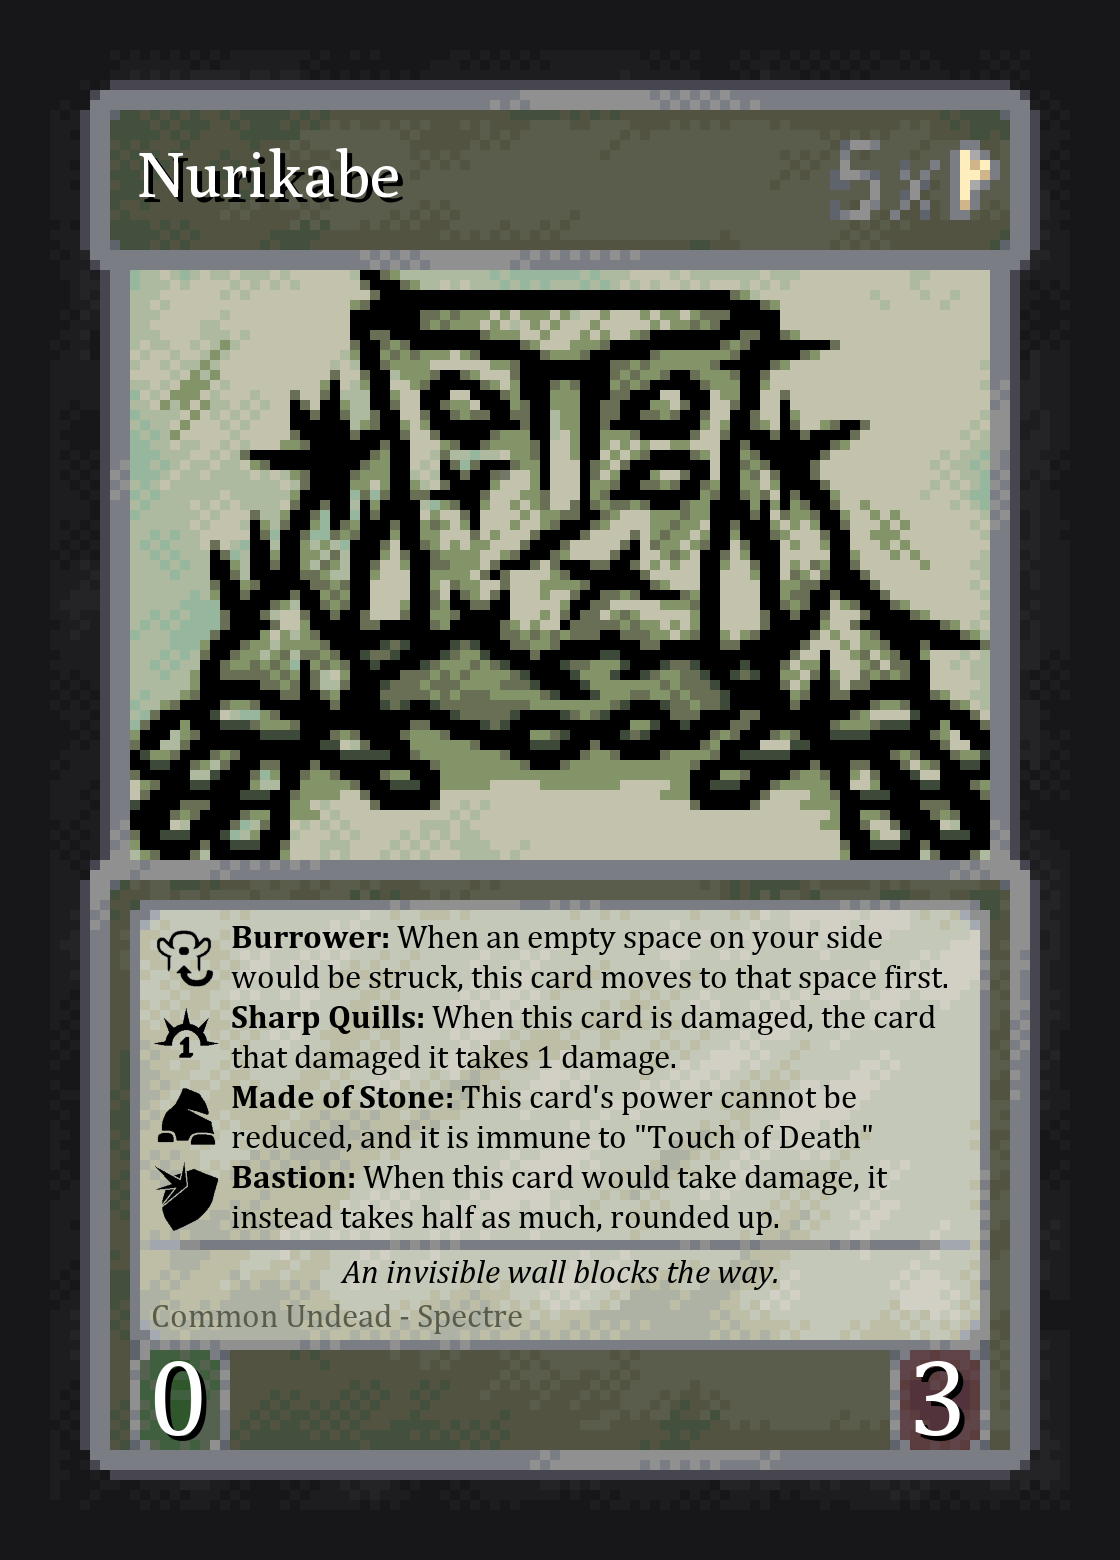 Nurikabe
5x
Burrower: When an empty space on your side
would be struck, this card moves to that space first.
Sharp Quills: When this card is damaged, the card
1
that damaged it takes 1 damage.
Made of Stone: This card's power cannot be
reduced, and it is immune to "Touch of Death"
Bastion: When this card would take damage, it
instead takes half as much, rounded up.
An invisible wall blocks the way.
Common Undead - Spectre
0
3